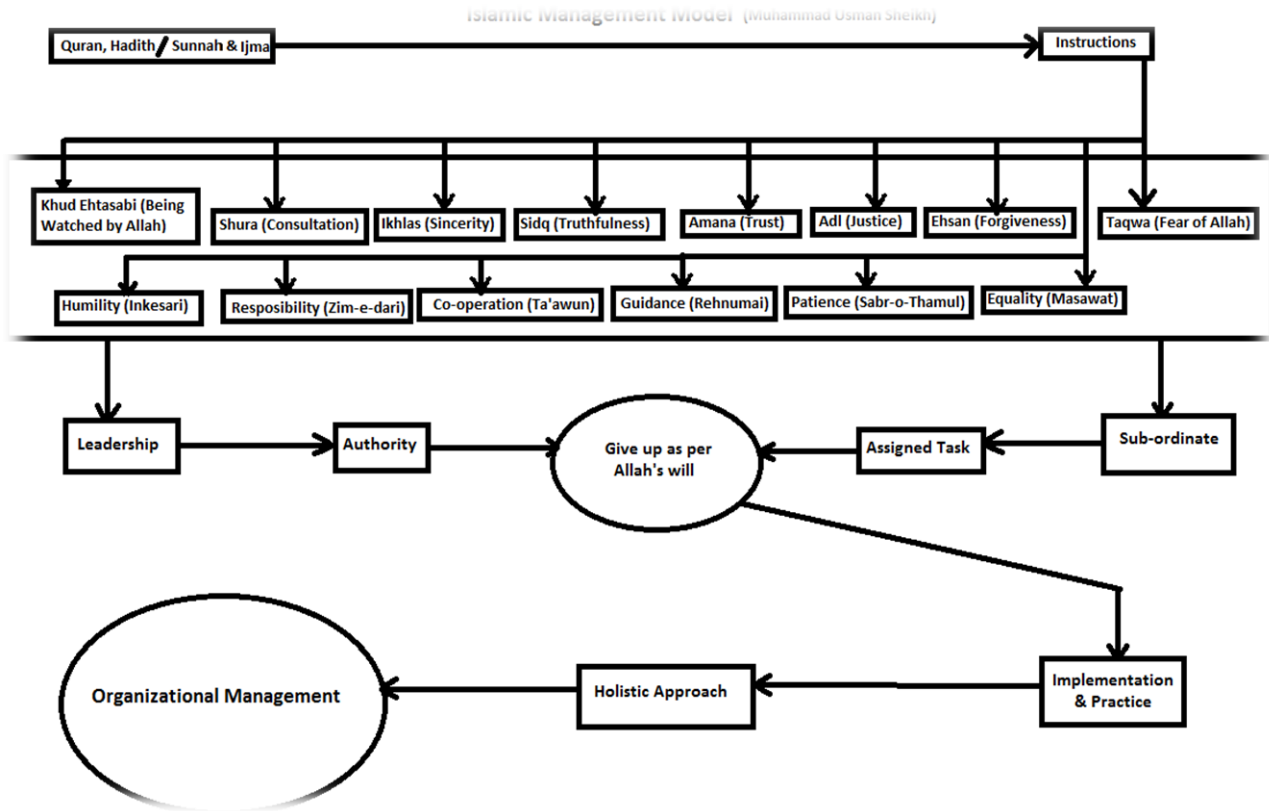 Islamic Management Model (Muhammad Usman Sheikh)
Quran, Hadith / Sunnah & Ijma
Instructions
Khud Ehtasabi (Being
Watched by Allah)
Shura (Consultation)
Ikhlas (Sincerity)
Sidq (Truthfulness)
Amana (Trust)
Adl (Justice)
Ehsan (Forgiveness)
Taqwa (Fear of Allah)
Humility (Inkesari)
Resposibility (Zim-e-dari)
Co-operation (Ta'awun)
Guidance (Rehnumai)
Patience (Sabr-o-Thamul)
Equality (Masawat)
Leadership
Authority
Give up as per
Allah's will
Assigned Task
Sub-ordinate
Organizational Management
Holistic Approach
Implementation
& Practice